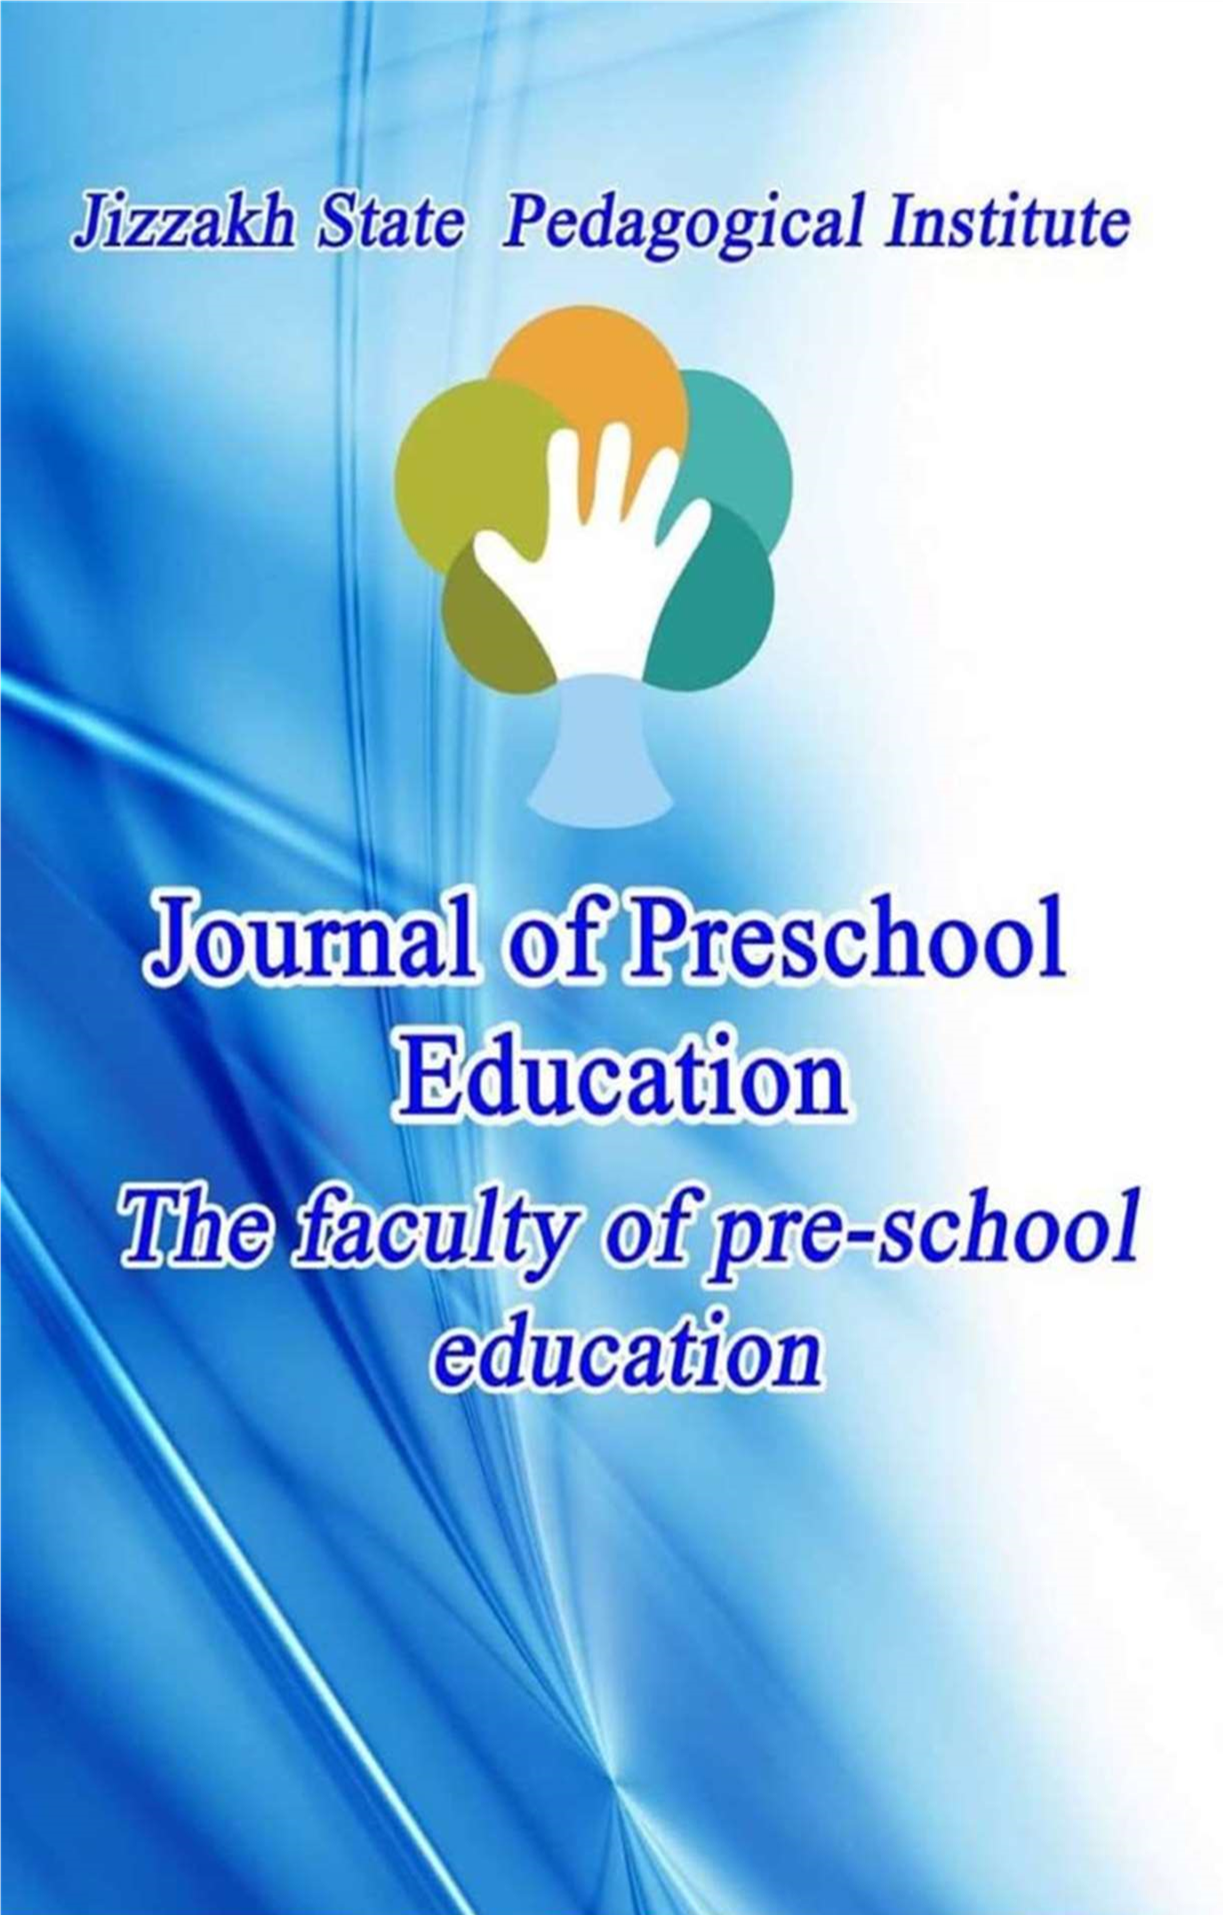 Jizzakh State Pedagogical Institute
Journal of Preschool
Education
The faculty of pre-school
education